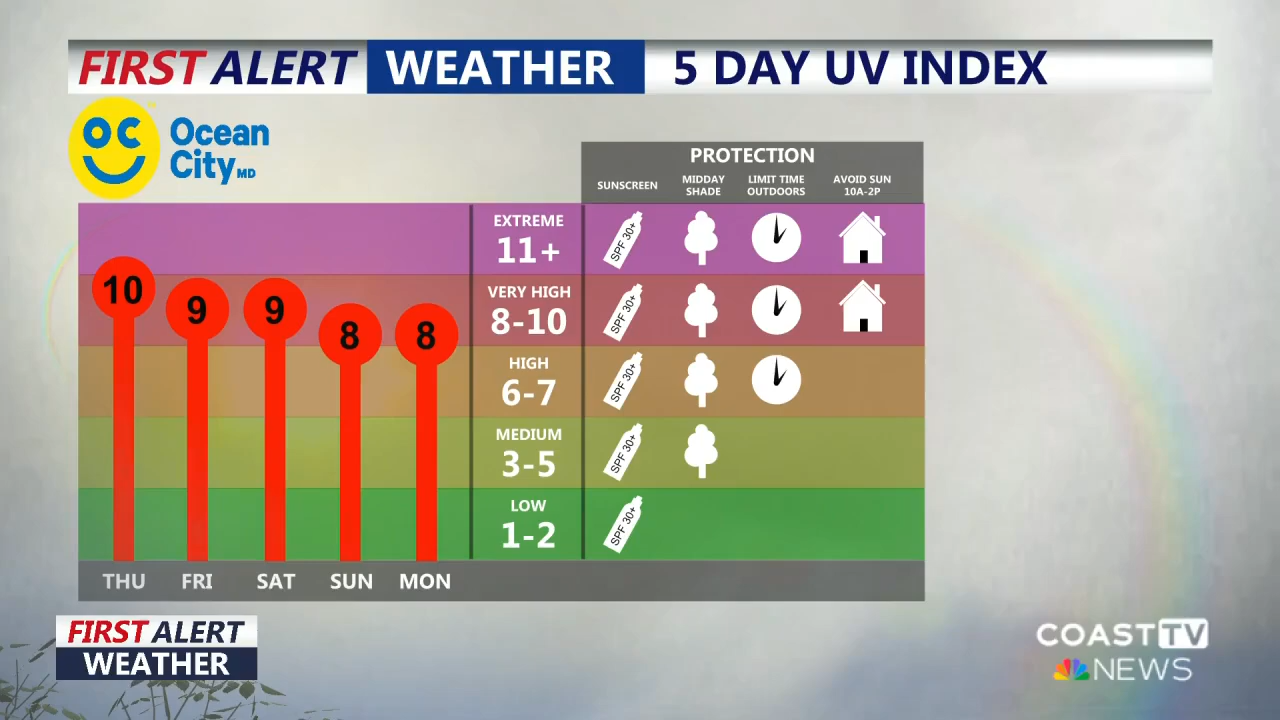 FIRST ALERT WEATHER 5 DAY UV INDEX
OC Ocean
City MD
PROTECTION
SUNSCREEN MIDDAY SHADE LIMIT TIME OUTDOORS AVOID SUN 10A-2P
EXTREME
11+
SPF 30+
10
9
9
8
8
VERY HIGH
8-10
SPF 30+
HIGH
6-7
SPF 30+
MEDIUM
3-5
SPF 30+
LOW
1-2
SPF 30+
THU FRI SAT SUN MON
FIRST ALERT
WEATHER
COAST TV
NEWS